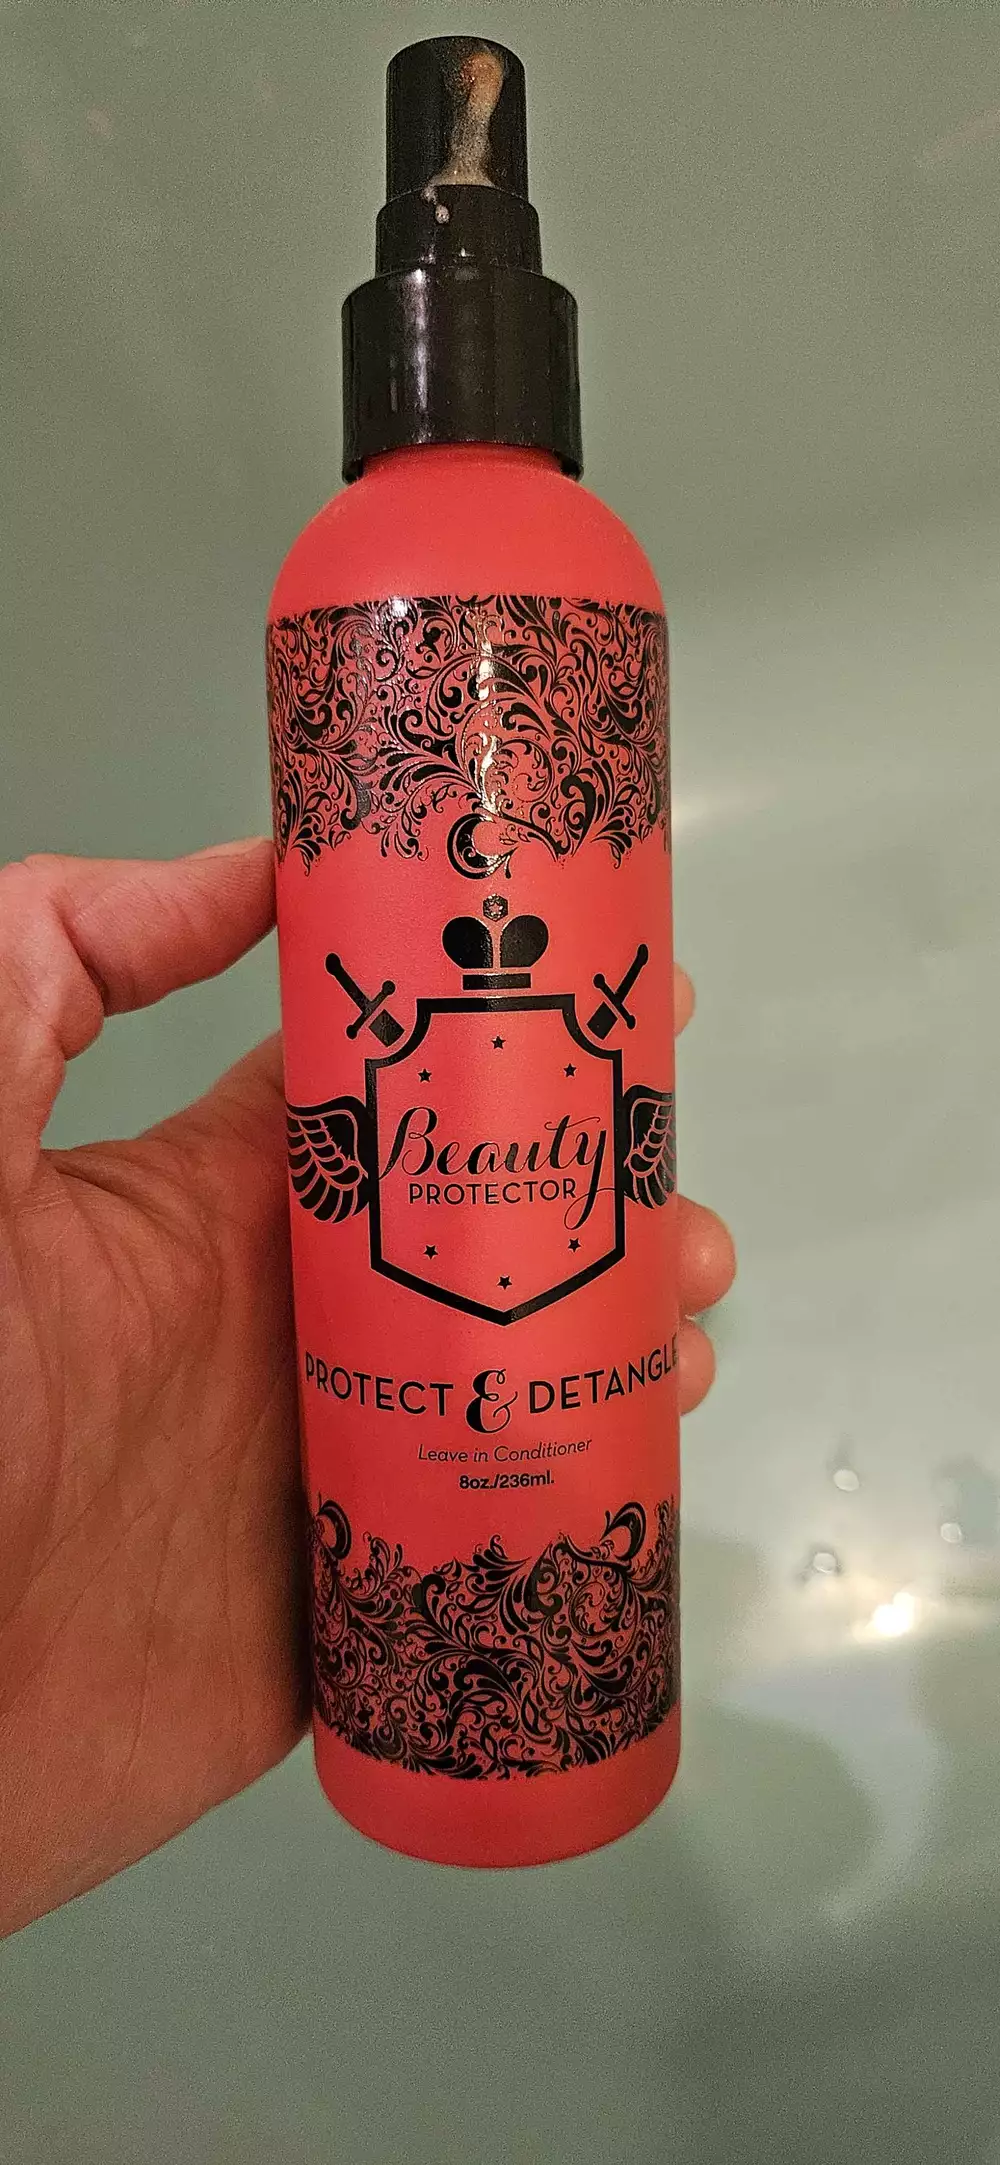 Beauty
PROTECTOR
PROTECT & DETANGLE
Leave in Conditioner
8oz./236ml.